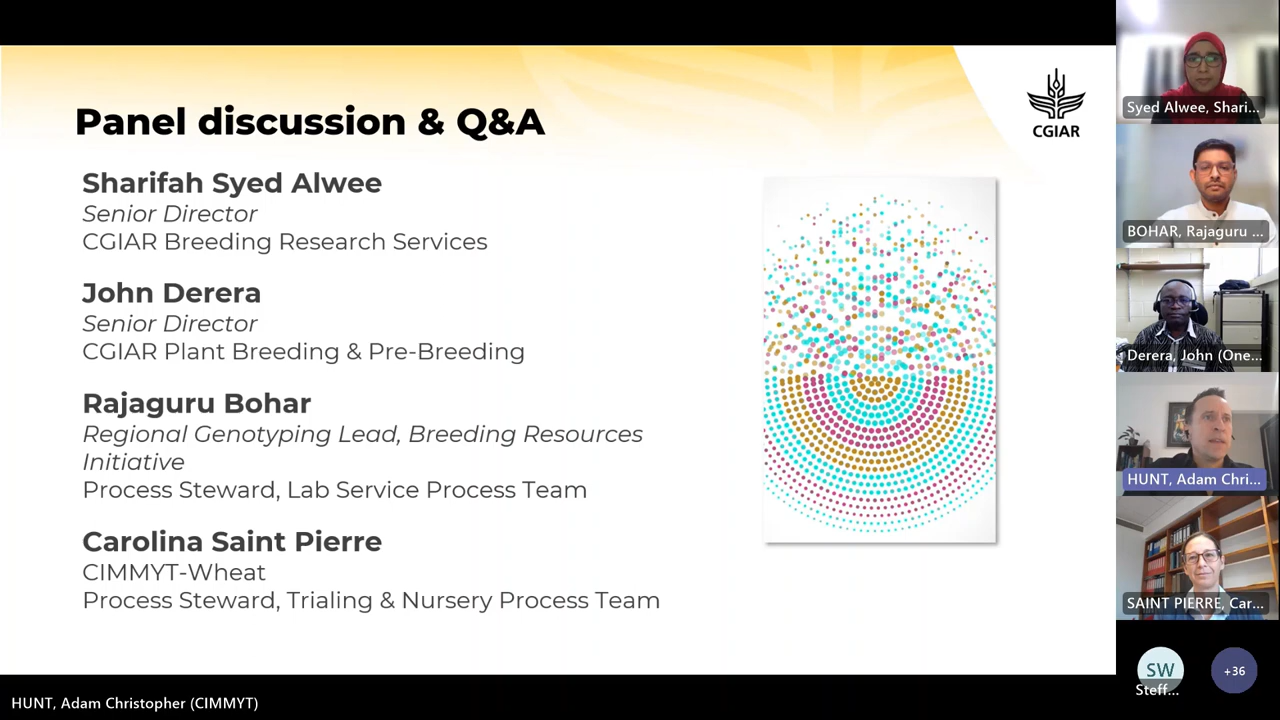 Panel discussion & Q&A
CGIAR
Sharifah Syed Alwee
Senior Director
CGIAR Breeding Research Services
John Derera
Senior Director
CGIAR Plant Breeding & Pre-Breeding
Rajaguru Bohar
Regional Genotyping Lead, Breeding Resources
Initiative
Process Steward, Lab Service Process Team
Carolina Saint Pierre
CIMMYT-Wheat
Process Steward, Trialing & Nursery Process Team
Syed Alwee, Shari...
BOHAR, Rajaguru ...
Derera, John (One...
HUNT, Adam Chri...
SAINT PIERRE, Car...
SW
Steff...
+36
HUNT, Adam Christopher (CIMMYT)